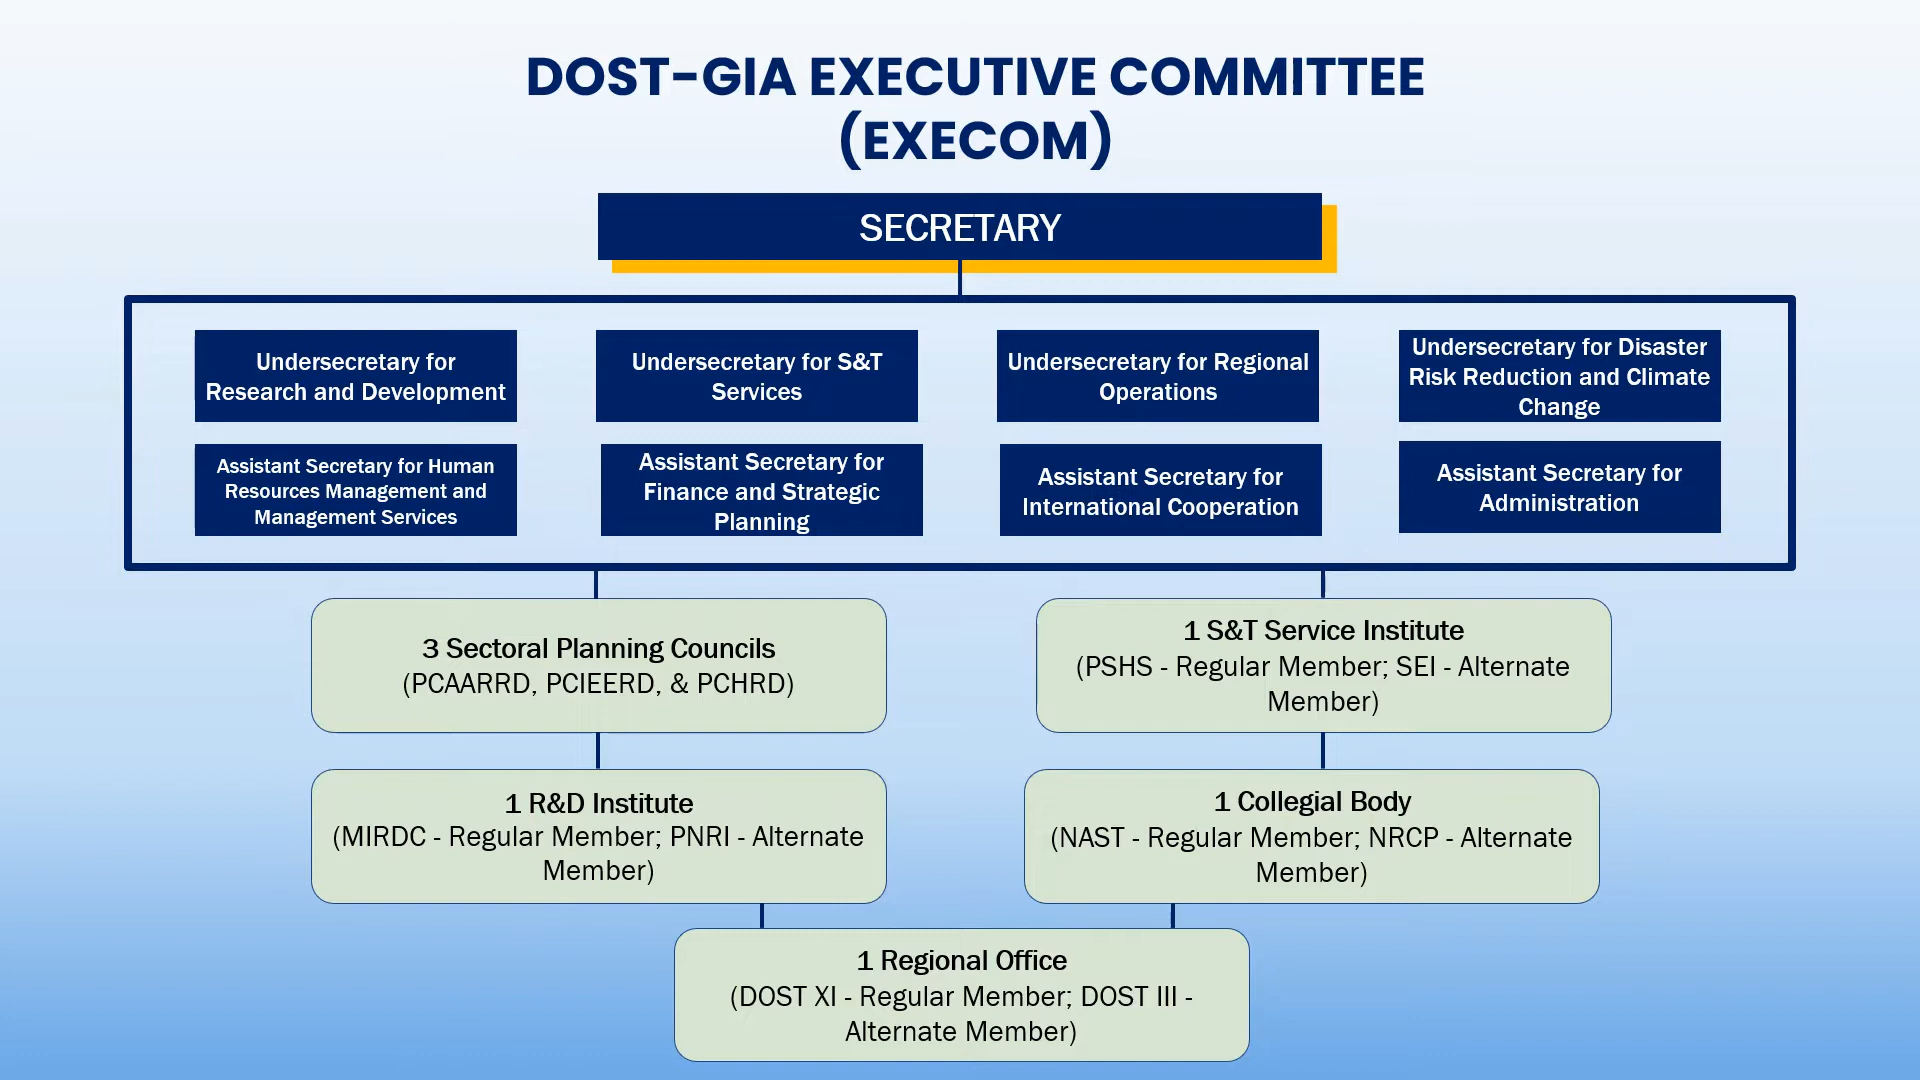 DOST-GIA EXECUTIVE COMMITTEE
(EXECOM)
SECRETARY
Undersecretary for
Research and Development
Undersecretary for S&T
Services
Undersecretary for Regional
Operations
Undersecretary for Disaster
Risk Reduction and Climate
Change
Assistant Secretary for Human
Resources Management and
Management Services
Assistant Secretary for
Finance and Strategic
Planning
Assistant Secretary for
International Cooperation
Assistant Secretary for
Administration
3 Sectoral Planning Councils
(PCAARRD, PCIEERD, & PCHRD)
1 S&T Service Institute
(PSHS - Regular Member; SEI - Alternate
Member)
1 R&D Institute
(MIRDC - Regular Member; PNRI - Alternate
Member)
1 Collegial Body
(NAST - Regular Member; NRCP - Alternate
Member)
1 Regional Office
(DOST XI - Regular Member; DOST III -
Alternate Member)